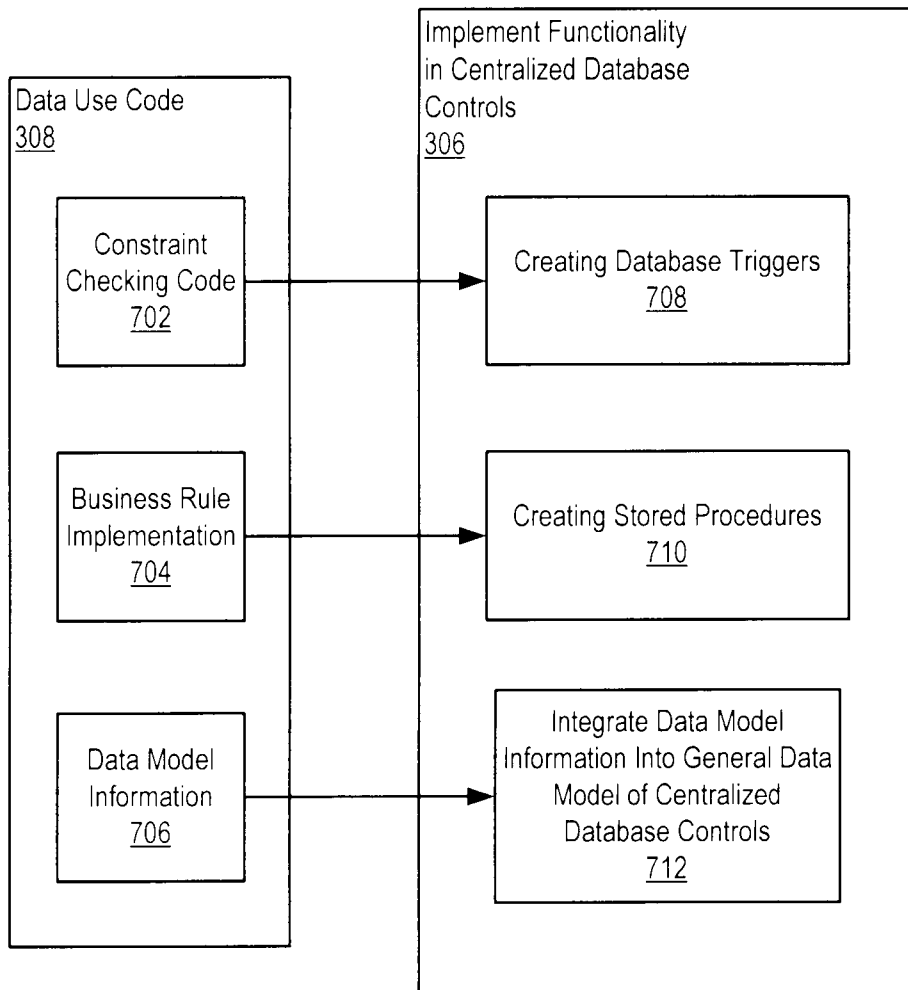 Data Use Code
308
Constraint
Checking Code
702
Business Rule
Implementation
704
Data Model
Information
706
Implement Functionality
in Centralized Database
Controls
306
Creating Database Triggers
708
Creating Stored Procedures
710
Integrate Data Model
Information Into General Data
Model of Centralized
Database Controls
712